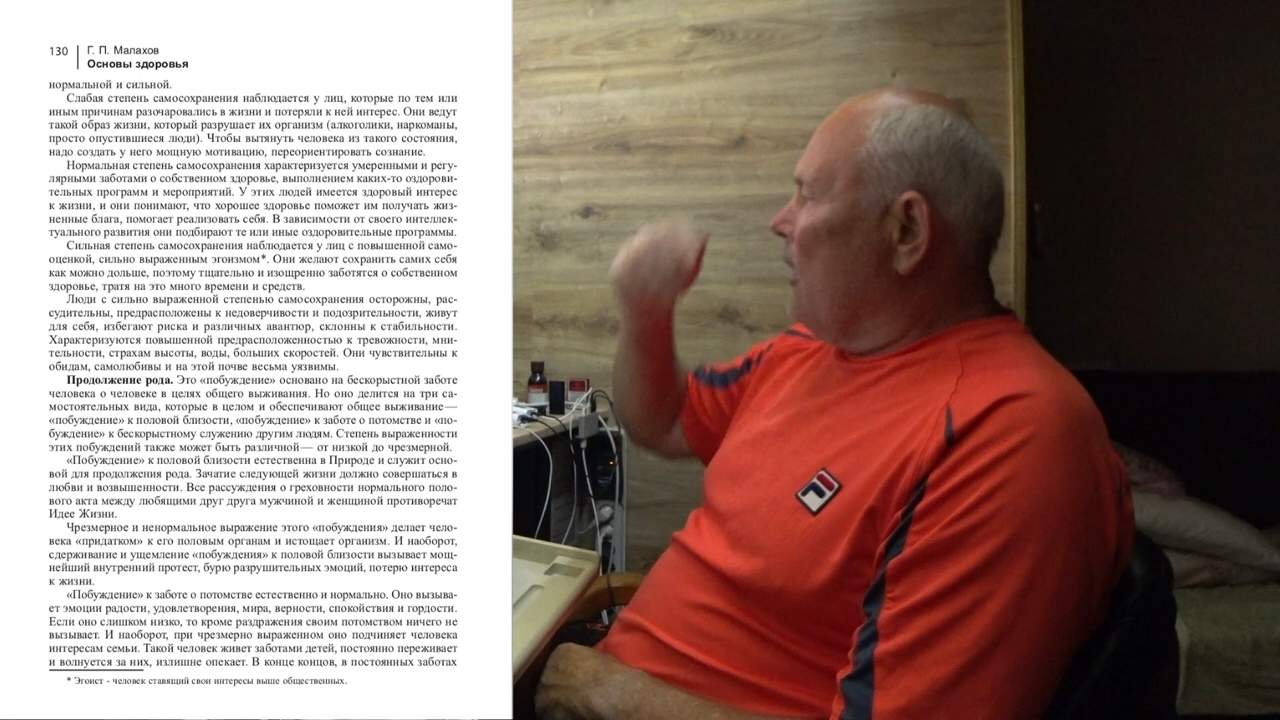 130
Г. П. Малахов
Основы здоровья
нормальной и сильной.
Слабая степень самосохранения наблюдается у лиц, которые по тем или
иным причинам разочаровались в жизни и потеряли к ней интерес. Они ведут
такой образ жизни, который разрушает их организм (алкоголики, наркоманы,
просто опустившиеся люди). Чтобы вытянуть человека из такого состояния,
надо создать у него мощную мотивацию, переориентировать сознание.
Нормальная степень самосохранения характеризуется умеренными и регу-
лярными заботами о собственном здоровье, выполнением каких-то оздорови-
тельных программ и мероприятий. У этих людей имеется здоровый интерес
к жизни, и они понимают, что хорошее здоровье поможет им получать жиз-
ненные блага, помогает реализовать себя. В зависимости от своего интеллек-
туального развития они подбирают те или иные оздоровительные программы.
Сильная степень самосохранения наблюдается у лиц с повышенной само-
оценкой, сильно выраженным эгоизмом*. Они желают сохранить самих себя
как можно дольше, поэтому тщательно и изощренно заботятся о собственном
здоровье, тратя на это много времени и средств.
Люди с сильно выраженной степенью самосохранения осторожны, рас-
судительны, предрасположены к недоверчивости и подозрительности, живут
для себя, избегают риска и различных авантюр, склонны к стабильности.
Характеризуются повышенной предрасположенностью к тревожности, мни-
тельности, страхам высоты, воды, больших скоростей. Они чувствительны к
обидам, самолюбивы и на этой почве весьма уязвимы.
Продолжение рода. Это «побуждение» основано на бескорыстной заботе
человека о человеке в целях общего выживания. Но оно делится на три са-
мостоятельных вида, которые в целом и обеспечивают общее выживание—
«побуждение» к половой близости, «побуждение» к заботе о потомстве и «по-
буждение» к бескорыстному служению другим людям. Степень выраженности
этих побуждений также может быть различной— от низкой до чрезмерной.
«Побуждение» к половой близости естественна в Природе и служит осно-
вой для продолжения рода. Зачатие следующей жизни должно совершаться в
любви и возвышенности. Все рассуждения о греховности нормального поло-
вого акта между любящими друг друга мужчиной и женщиной противоречат
Идее Жизни.
Чрезмерное и ненормальное выражение этого «побуждения» делает чело-
века «придатком» к его половым органам и истощает организм. И наоборот,
сдерживание и ущемление «побуждения» к половой близости вызывает мощ-
нейший внутренний протест, бурю разрушительных эмоций, потерю интереса
к жизни.
«Побуждение» к заботе о потомстве естественно и нормально. Оно вызыва-
ет эмоции радости, удовлетворения, мира, верности, спокойствия и гордости.
Если оно слишком низко, то кроме раздражения своим потомством ничего не
вызывает. И наоборот, при чрезмерно выраженном оно подчиняет человека
интересам семьи. Такой человек живет заботами детей, постоянно переживает
и волнуется за них, излишне опекает. В конце концов, в постоянных заботах
* Эгоист - человек ставящий свои интересы выше общественных.